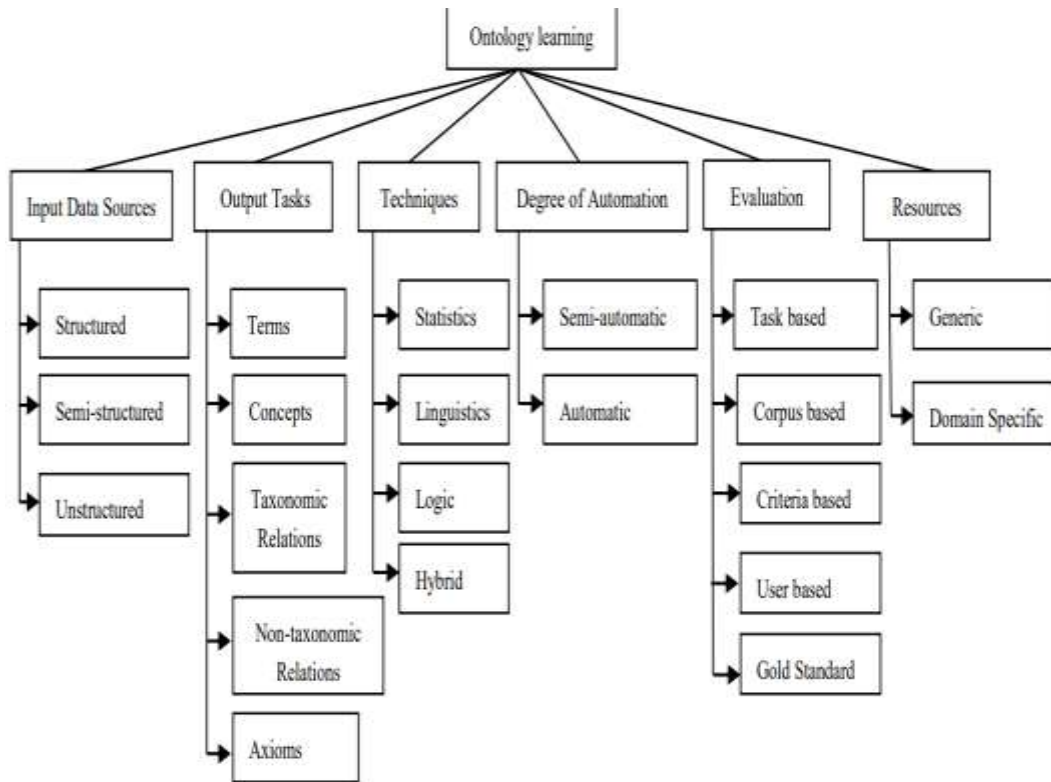 Ontology learning
Input Data Sources
Output Tasks
Techniques
Degree of Automation
Evaluation
Resources
Structured
Semi-structured
Unstructured
Terms
Concepts
Taxonomic
Relations
Non-taxonomic
Relations
Axioms
Statistics
Linguistics
Logic
Hybrid
Semi-automatic
Automatic
Task based
Corpus based
Criteria based
User based
Gold Standard
Generic
Domain Specific